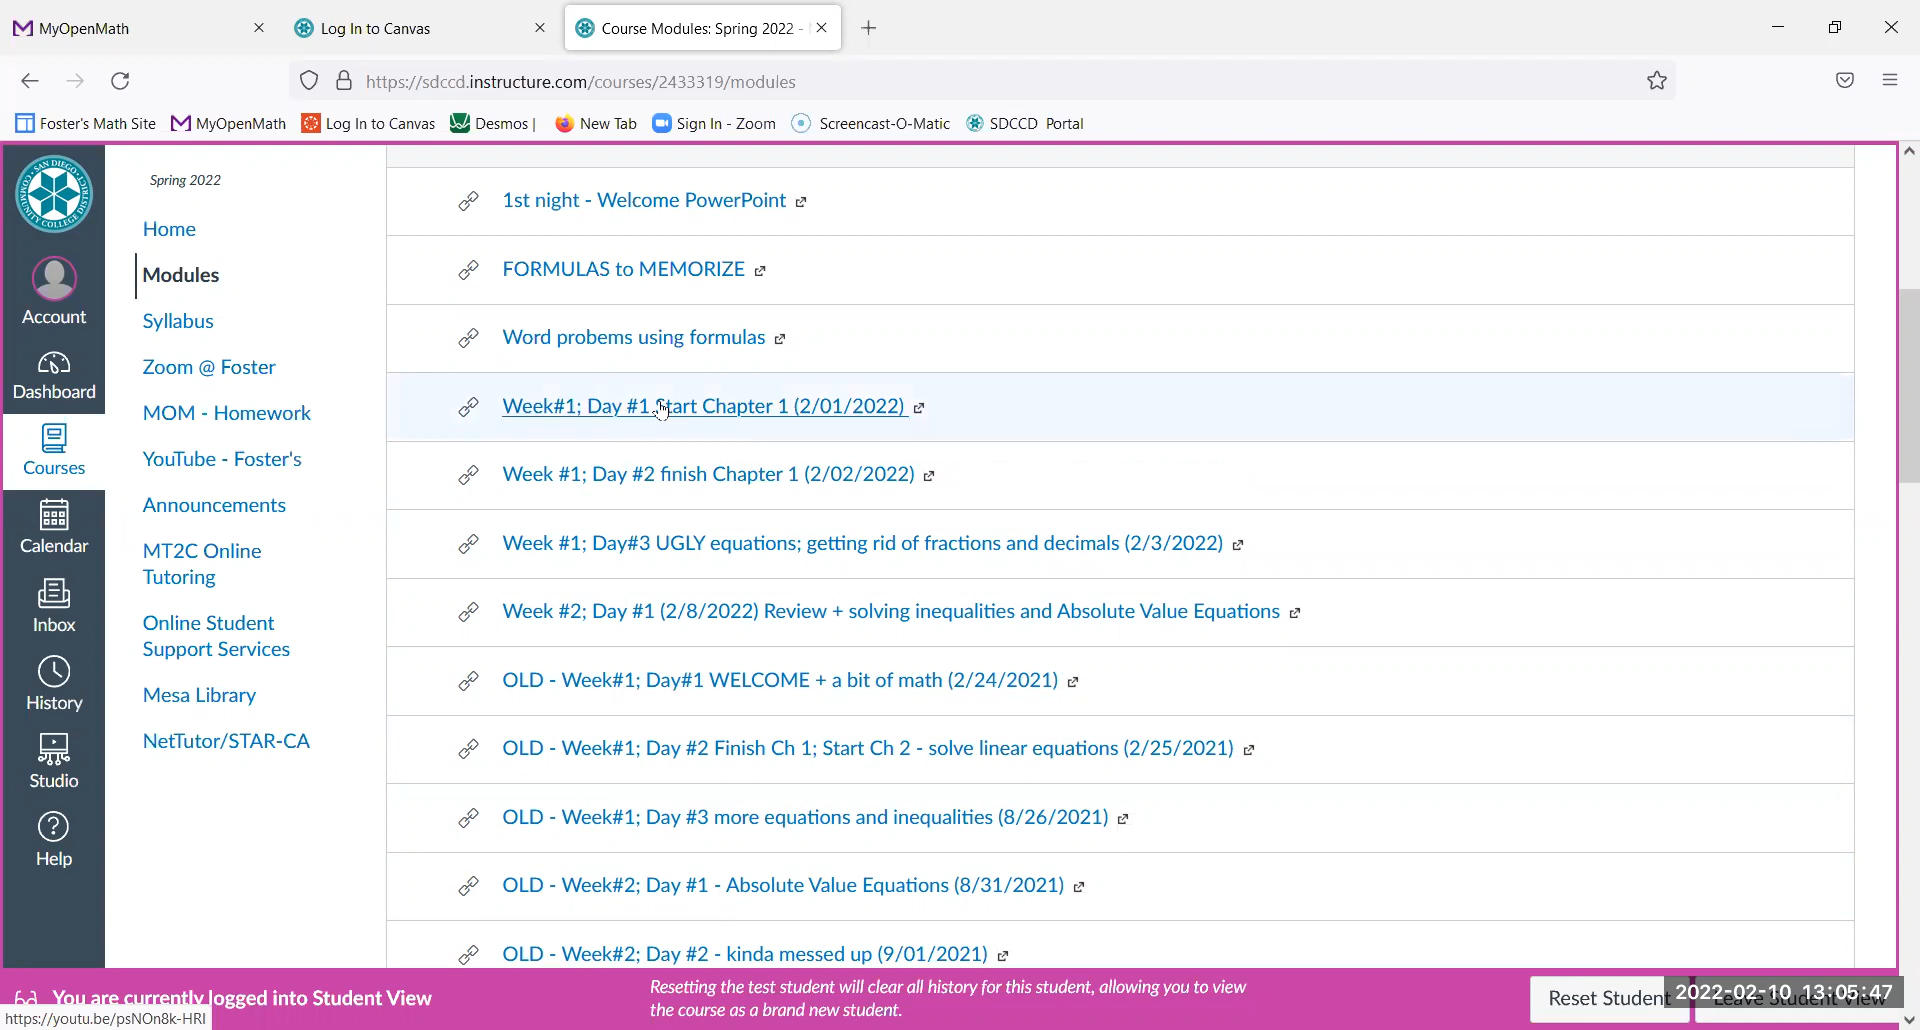 MyOpenMath
Log In to Canvas
Course Modules: Spring 2022 -
https://sdccd.instructure.com/courses/2433319/modules
Foster's Math Site
MyOpenMath
Log In to Canvas
Desmos |
New Tab
Sign In - Zoom
Screencast-O-Matic
SDCCD Portal
SAN DIEGO
COMMUNITY COLLEGE DISTRICT
Account
Dashboard
Courses
Calendar
Inbox
History
Studio
Help
Spring 2022
Home
Modules
Syllabus
Zoom @ Foster
MOM - Homework
YouTube - Foster's
Announcements
MT2C Online
Tutoring
Online Student
Support Services
Mesa Library
NetTutor/STAR-CA
1st night - Welcome PowerPoint
FORMULAS to MEMORIZE
Word probems using formulas
Week#1; Day #1 Start Chapter 1 (2/01/2022)
Week #1; Day #2 finish Chapter 1 (2/02/2022)
Week #1; Day#3 UGLY equations; getting rid of fractions and decimals (2/3/2022)
Week #2; Day #1 (2/8/2022) Review + solving inequalities and Absolute Value Equations
OLD - Week#1; Day#1 WELCOME + a bit of math (2/24/2021)
OLD - Week#1; Day #2 Finish Ch 1; Start Ch 2 - solve linear equations (2/25/2021)
OLD - Week#1; Day #3 more equations and inequalities (8/26/2021)
OLD - Week#2; Day #1 - Absolute Value Equations (8/31/2021)
OLD - Week#2; Day #2 - kinda messed up (9/01/2021)
You are currently logged into Student View
Resetting the test student will clear all history for this student, allowing you to view
the course as a brand new student.
Reset Student
Leave Student View
2022-02-10 13:05:47
https://youtu.be/psNOn8k-HRI